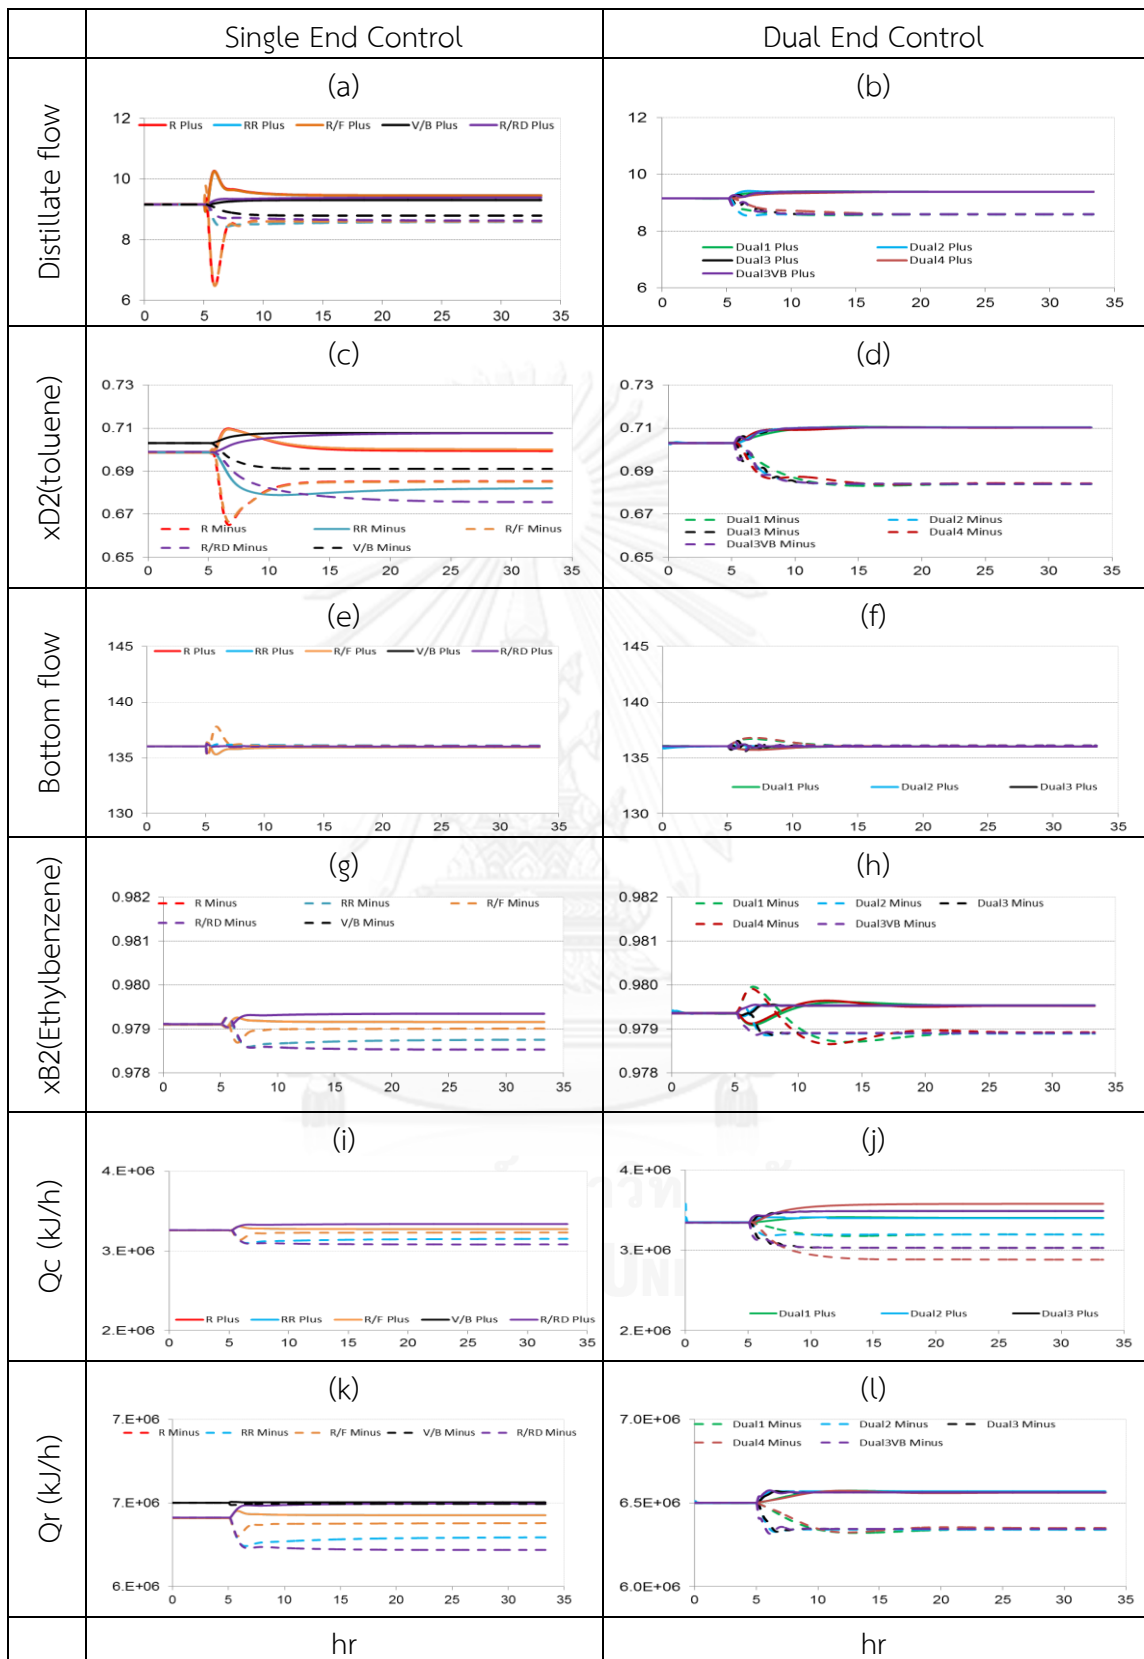 Single End Control
Dual End Control
Distillate flow
(a)
12
10
8
6
R Plus RR Plus R/F Plus V/B Plus R/RD Plus
0 5 10 15 20 25 30 35
(b)
12
10
8
6
Dual1 Plus Dual2 Plus
Dual3 Plus Dual4 Plus
Dual3VB Plus
0 5 10 15 20 25 30 35
xD2(toluene)
(c)
0.73
0.71
0.69
0.67
0.65
R Minus RR Minus R/F Minus
R/RD Minus V/B Minus
0 5 10 15 20 25 30 35
(d)
0.73
0.71
0.69
0.67
0.65
Dual1 Minus Dual2 Minus
Dual3 Minus Dual4 Minus
Dual3VB Minus
0 5 10 15 20 25 30 35
Bottom flow
(e)
145
140
135
130
R Plus RR Plus R/F Plus V/B Plus R/RD Plus
0 5 10 15 20 25 30 35
(f)
145
140
135
130
Dual1 Plus Dual2 Plus Dual3 Plus
0 5 10 15 20 25 30 35
xB2(Ethylbenzene)
(g)
0.982
0.981
0.980
0.979
0.978
R Minus RR Minus R/F Minus
R/RD Minus V/B Minus
0 5 10 15 20 25 30 35
(h)
0.982
0.981
0.980
0.979
0.978
Dual1 Minus Dual2 Minus Dual3 Minus
Dual4 Minus Dual3VB Minus
0 5 10 15 20 25 30 35
Qc (kJ/h)
(i)
4.E+06
3.E+06
2.E+06
R Plus RR Plus R/F Plus V/B Plus R/RD Plus
0 5 10 15 20 25 30 35
(j)
4.E+06
3.E+06
2.E+06
Dual1 Plus Dual2 Plus Dual3 Plus
0 5 10 15 20 25 30 35
Qr (kJ/h)
(k)
7.E+06
7.E+06
6.E+06
R Minus RR Minus R/F Minus V/B Minus R/RD Minus
0 5 10 15 20 25 30 35
(l)
7.0E+06
6.5E+06
6.0E+06
Dual1 Minus Dual2 Minus Dual3 Minus
Dual4 Minus Dual3VB Minus
0 5 10 15 20 25 30 35
hr
hr